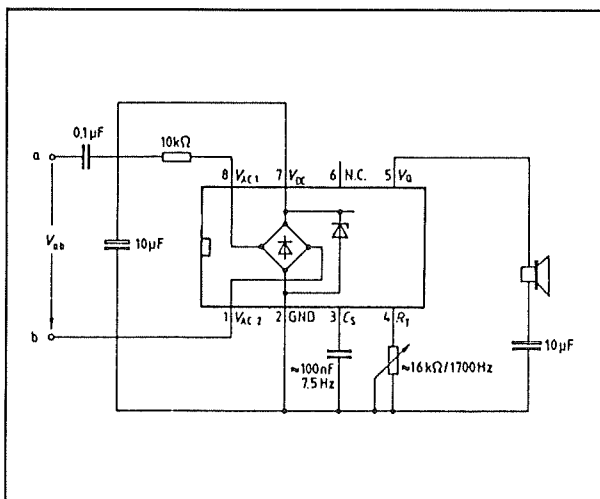 0.1µF
10kΩ
a
8 V_AC1
7 V_DC
6 N.C.
5 V_Q
V_ab
10µF
b
1 V_AC2
2 GND
3 C_S
4 R_T
≈100nF
7.5 Hz
≈16kΩ/1700Hz
10µF